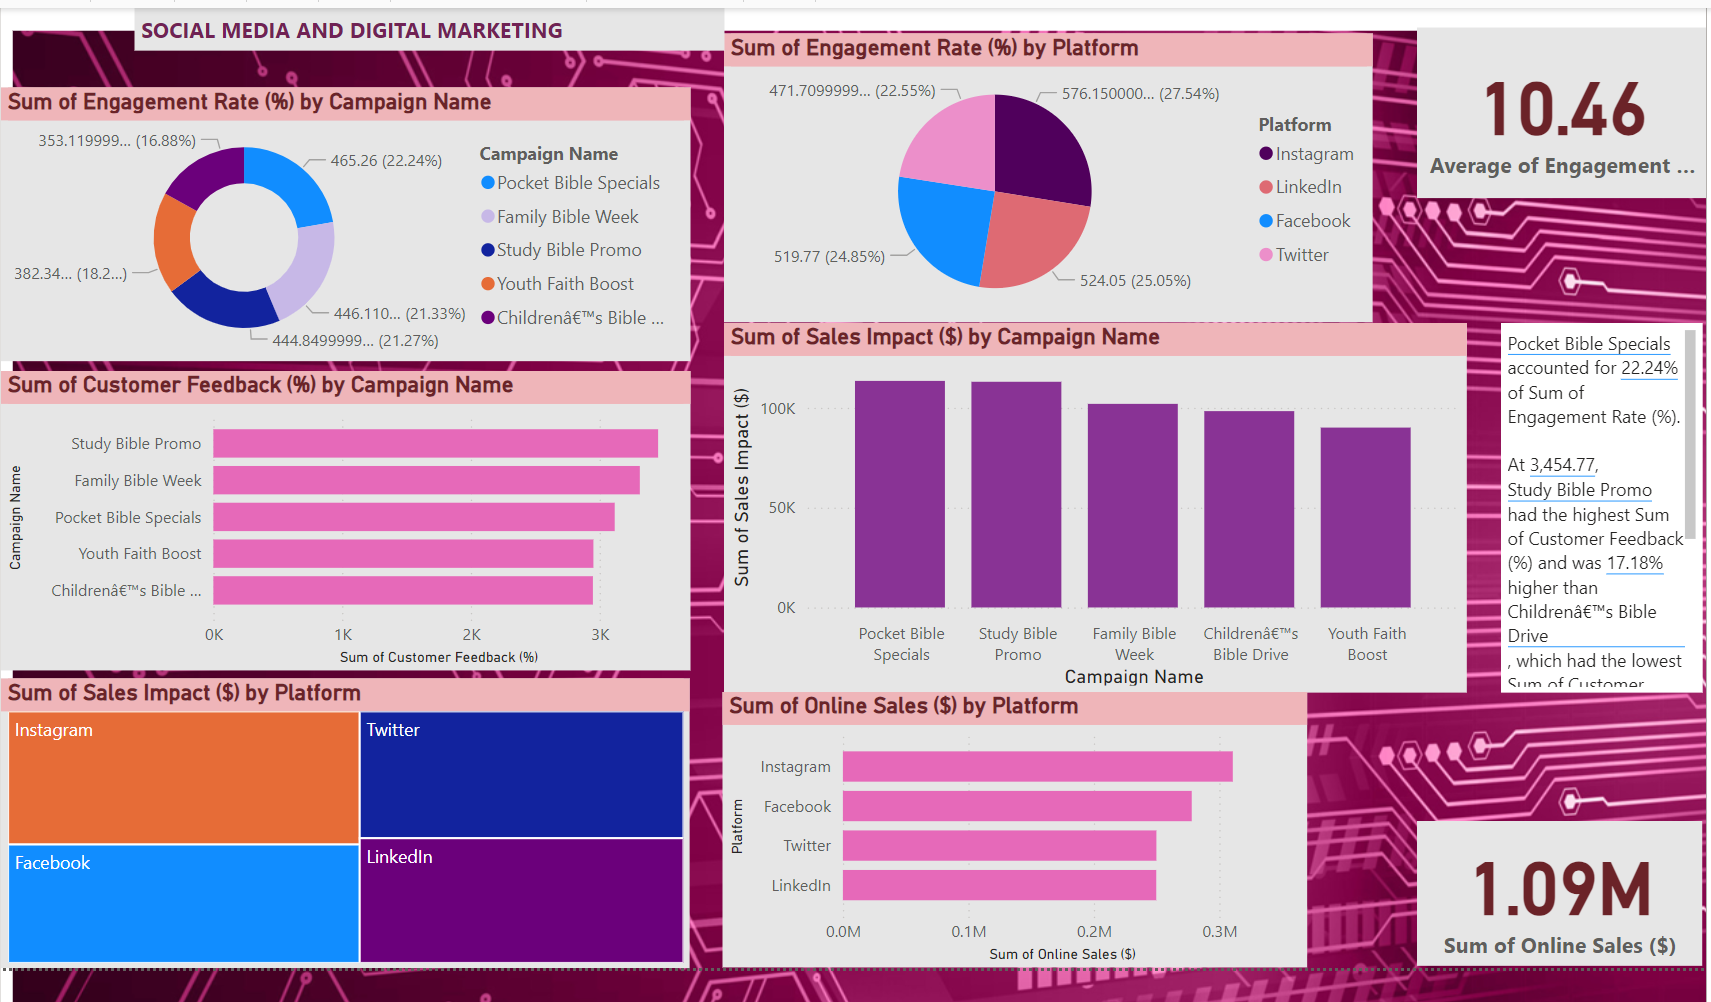 SOCIAL MEDIA AND DIGITAL MARKETING
Sum of Engagement Rate (%) by Campaign Name
353.119999... (16.88%)
465.26 (22.24%)
382.34... (18.2...)
446.110... (21.33%)
444.8499999... (21.27%)
Campaign Name
Pocket Bible Specials
Family Bible Week
Study Bible Promo
Youth Faith Boost
Childrenâ€™s Bible ...
Sum of Engagement Rate (%) by Platform
471.7099999... (22.55%)
576.150000... (27.54%)
519.77 (24.85%)
524.05 (25.05%)
Platform
Instagram
LinkedIn
Facebook
Twitter
10.46
Average of Engagement ...
Sum of Customer Feedback (%) by Campaign Name
Campaign Name
Study Bible Promo
Family Bible Week
Pocket Bible Specials
Youth Faith Boost
Childrenâ€™s Bible ...
0K
1K
2K
3K
Sum of Customer Feedback (%)
Sum of Sales Impact ($) by Campaign Name
Sum of Sales Impact ($)
100K
50K
0K
Pocket Bible
Specials
Study Bible
Promo
Family Bible
Week
Childrenâ€™s
Bible Drive
Youth Faith
Boost
Campaign Name
Pocket Bible Specials
accounted for 22.24%
of Sum of
Engagement Rate (%).
At 3,454.77,
Study Bible Promo
had the highest Sum
of Customer Feedback
(%) and was 17.18%
higher than
Childrenâ€™s Bible
Drive
, which had the lowest
Sum of Customer
Sum of Sales Impact ($) by Platform
Instagram
Twitter
Facebook
LinkedIn
Sum of Online Sales ($) by Platform
Platform
Instagram
Facebook
Twitter
LinkedIn
0.0M
0.1M
0.2M
0.3M
Sum of Online Sales ($)
1.09M
Sum of Online Sales ($)